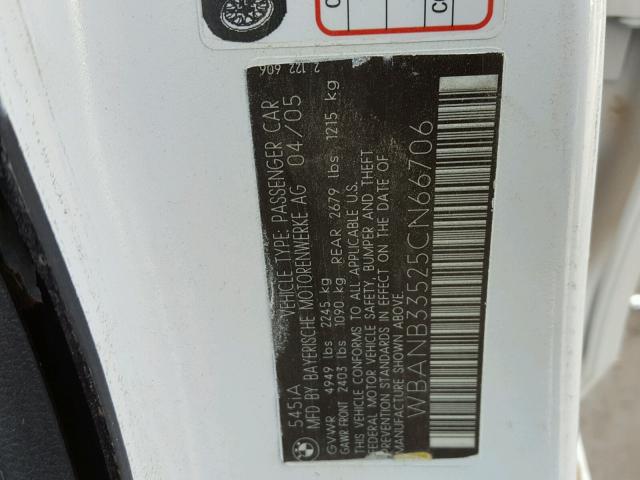 545iA
VEHICLE TYPE: PASSENGER CAR
MFD BY BAYERISCHE MOTORENWERKE AG 04/05
GVWR 4949 lbs 2245 kg
GAWR FRONT 2403 lbs 1090 kg REAR 2679 lbs 1215 kg
THIS VEHICLE CONFORMS TO ALL APPLICABLE U.S.
FEDERAL MOTOR VEHICLE SAFETY, BUMPER AND THEFT
PREVENTION STANDARDS IN EFFECT ON THE DATE OF
MANUFACTURE SHOWN ABOVE.
WBANB33525CN66706
2 122 606